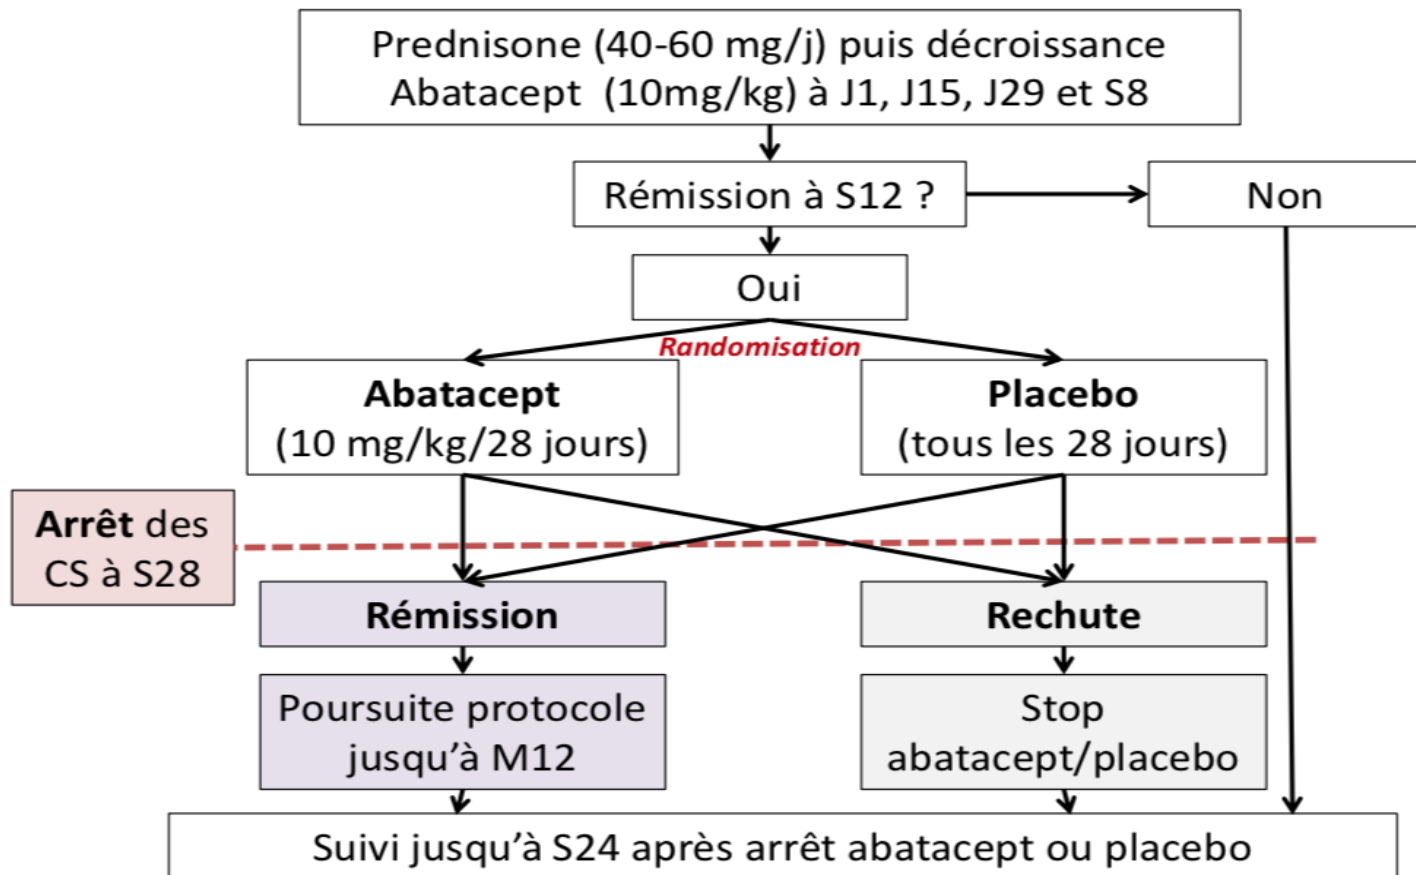 Prednisone (40-60 mg/j) puis décroissance
Abatacept (10mg/kg) à J1, J15, J29 et S8
Rémission à S12 ?
Non
Oui
Randomisation
Abatacept
(10 mg/kg/28 jours)
Placebo
(tous les 28 jours)
Arrêt des
CS à S28
Rémission
Rechute
Poursuite protocole
jusqu’à M12
Stop
abatacept/placebo
Suivi jusqu’à S24 après arrêt abatacept ou placebo